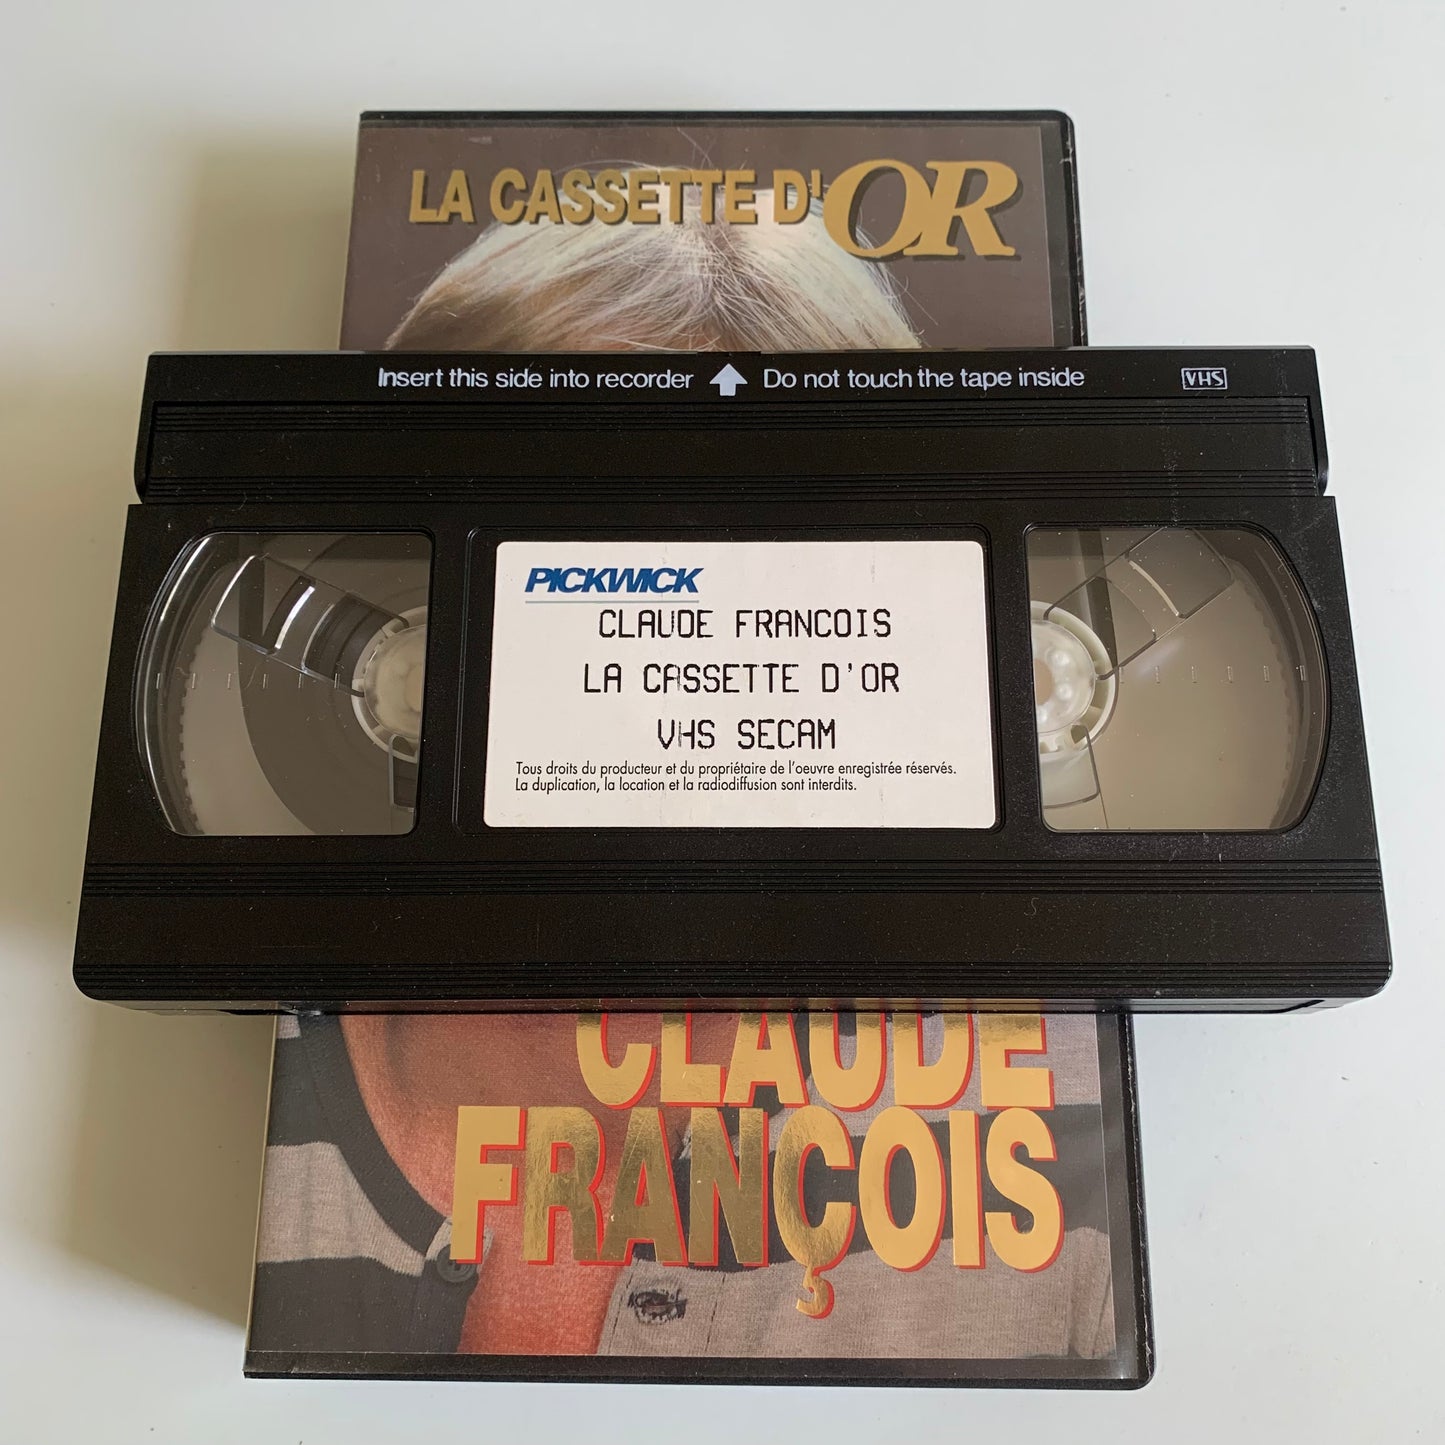 LA CASSETTE D'OR
Insert this side into recorder Do not touch the tape inside VHS
PICKWICK
CLAUDE FRANCOIS
LA CASSETTE D'OR
VHS SECAM
Tous droits du producteur et du propriétaire de l'oeuvre enregistrée réservés.
La duplication, la location et la radiodiffusion sont interdits.
CLAUDE
FRANÇOIS